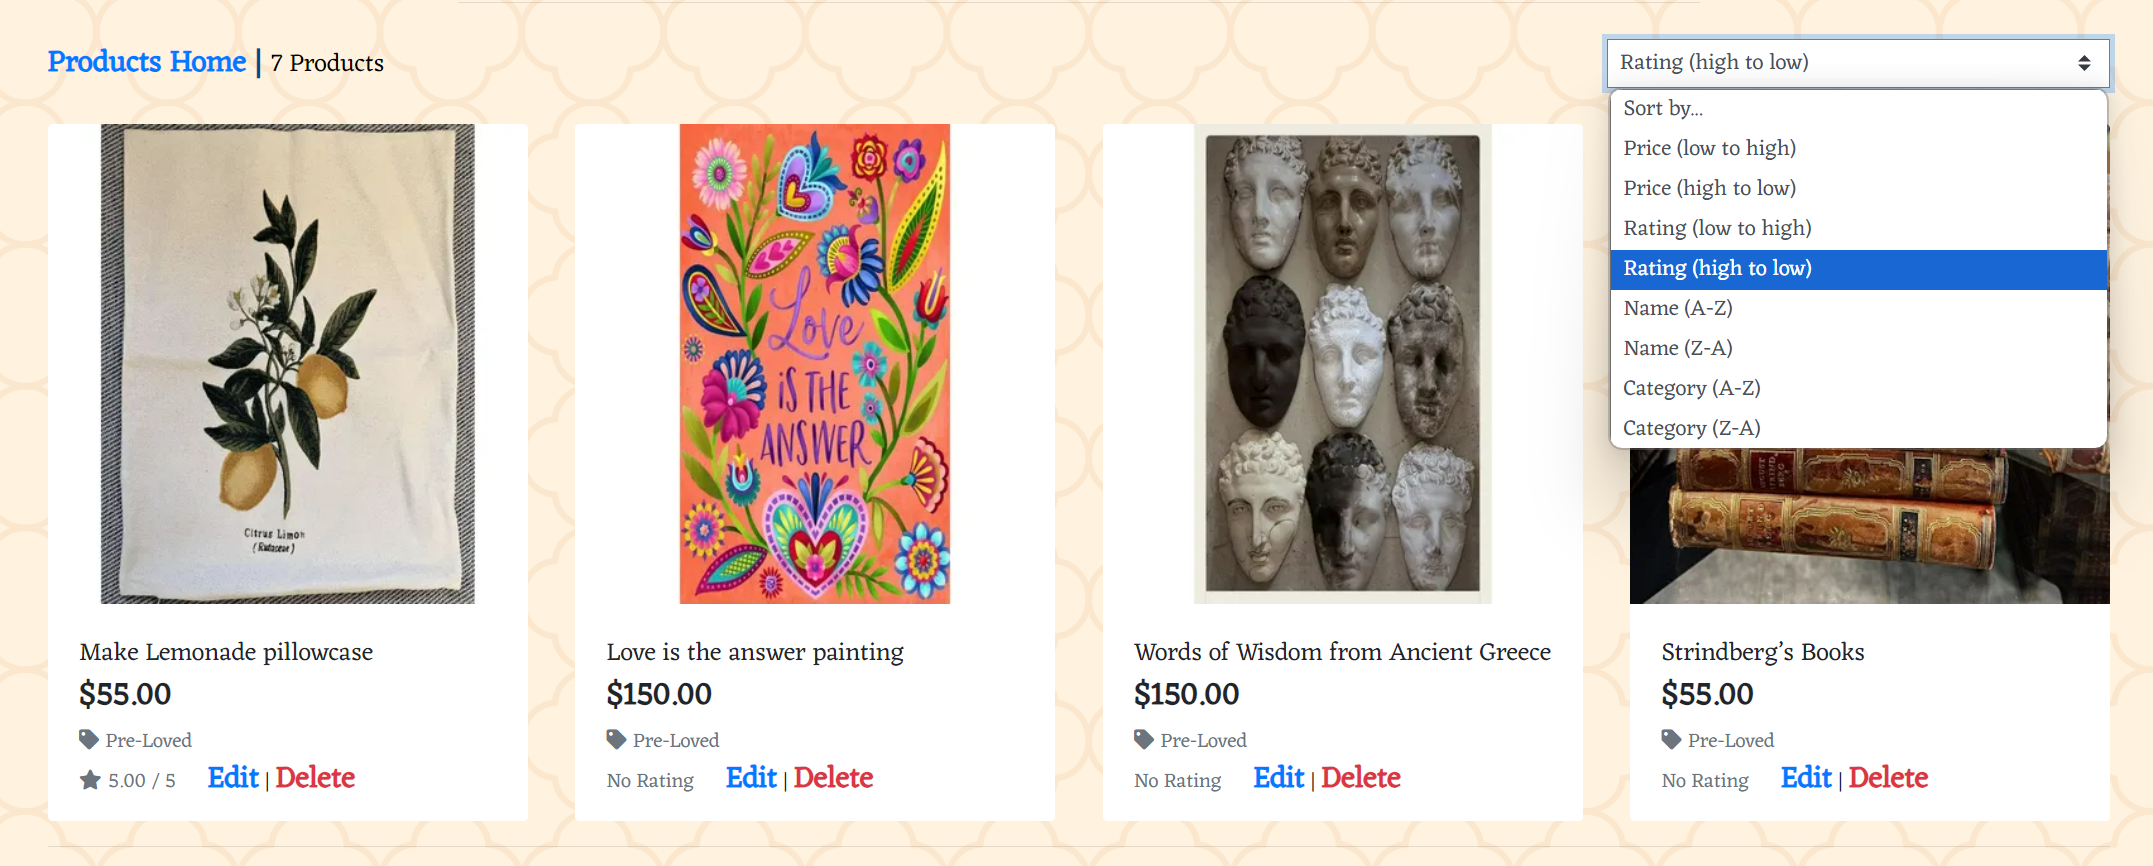 Products Home | 7 Products
Rating (high to low)
Sort by...
Price (low to high)
Price (high to low)
Rating (low to high)
Rating (high to low)
Name (A-Z)
Name (Z-A)
Category (A-Z)
Category (Z-A)
Citrus Limon
(Rutaceae)
Love
iS THE
ANSWER
Make Lemonade pillowcase
$55.00
Pre-Loved
5.00 / 5 Edit | Delete
Love is the answer painting
$150.00
Pre-Loved
No Rating Edit | Delete
Words of Wisdom from Ancient Greece
$150.00
Pre-Loved
No Rating Edit | Delete
Strindberg’s Books
$55.00
Pre-Loved
No Rating Edit | Delete